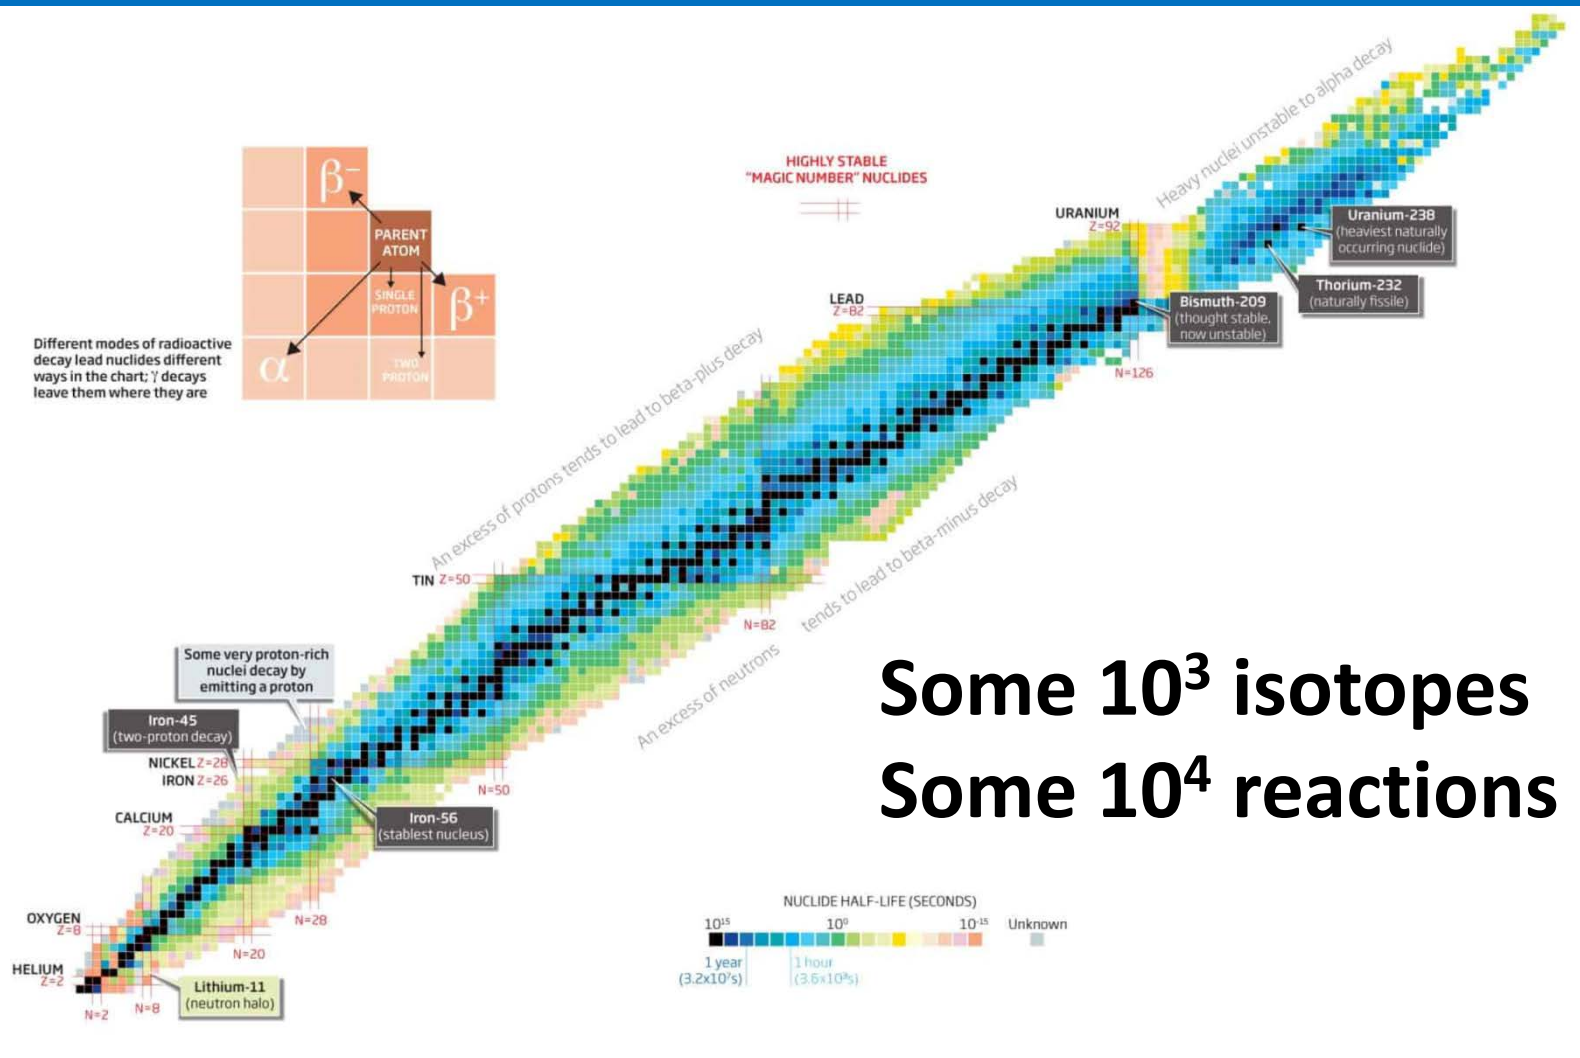 Heavy nuclei unstable to alpha decay
HIGHLY STABLE
"MAGIC NUMBER" NUCLIDES
β−
PARENT
ATOM
SINGLE
PROTON
β+
α
TWO
PROTON
Different modes of radioactive
decay lead nuclides different
ways in the chart; γ decays
leave them where they are
URANIUM
Z=92
Uranium-238
(heaviest naturally
occurring nuclide)
Thorium-232
(naturally fissile)
LEAD
Z=82
Bismuth-209
(thought stable,
now unstable)
N=126
An excess of protons tends to lead to beta-plus decay
TIN Z=50
N=82
An excess of neutrons tends to lead to beta-minus decay
Some very proton-rich
nuclei decay by
emitting a proton
Iron-45
(two-proton decay)
NICKEL Z=28
IRON Z=26
N=50
CALCIUM
Z=20
Iron-56
(stablest nucleus)
Some 10³ isotopes
Some 10⁴ reactions
OXYGEN
Z=8
N=28
N=20
HELIUM
Z=2
Lithium-11
(neutron halo)
N=2
N=8
NUCLIDE HALF-LIFE (SECONDS)
10¹⁵ 10⁰ 10⁻¹⁵ Unknown
1 year
(3.2x10⁷s)
1 hour
(3.6x10³s)